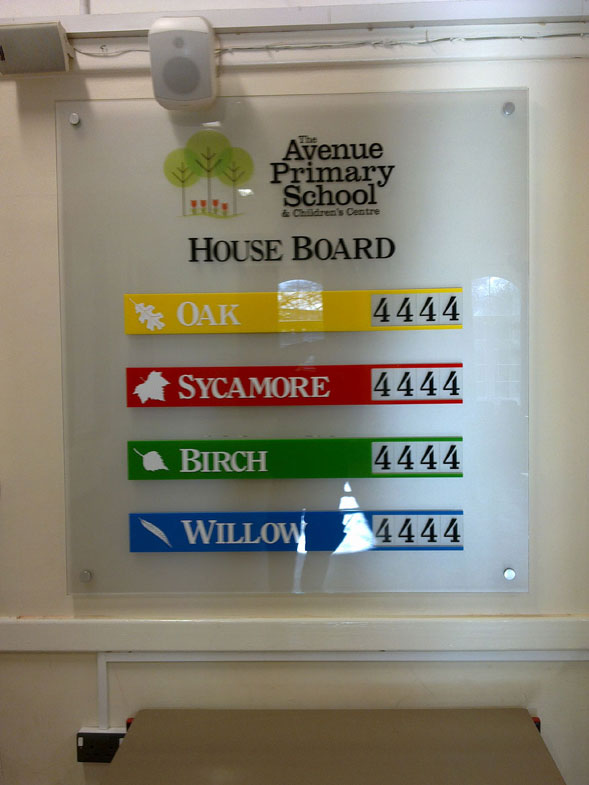 The
Avenue
Primary
School
& Children's Centre
HOUSE BOARD
OAK 4444
SYCAMORE 4444
BIRCH 4444
WILLOW 4444